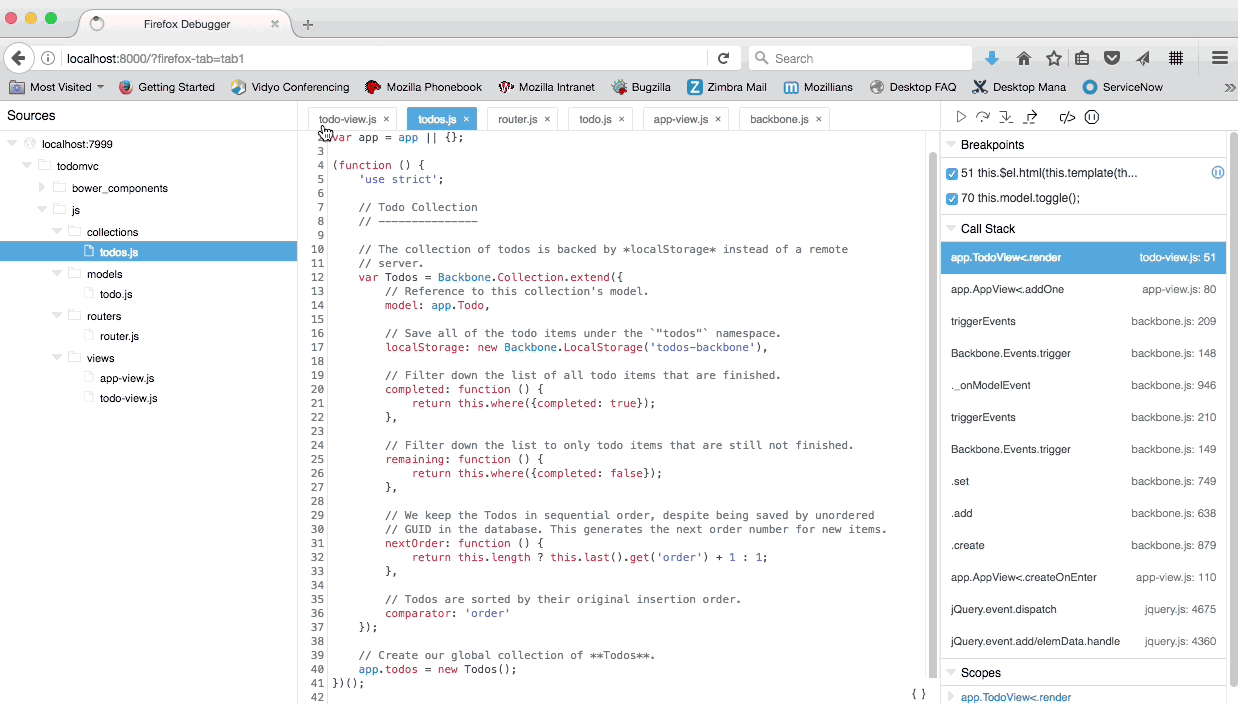 Firefox Debugger
localhost:8000/?firefox-tab=tab1
Search
Most Visited
Getting Started
Vidyo Conferencing
Mozilla Phonebook
Mozilla Intranet
Bugzilla
Zimbra Mail
Mozillians
Desktop FAQ
Desktop Mana
ServiceNow
Sources
localhost:7999
todomvc
bower_components
js
collections
todos.js
models
todo.js
routers
router.js
views
app-view.js
todo-view.js
todo-view.js × todos.js × router.js × todo.js × app-view.js × backbone.js ×
2 var app = app || {};
3
4 (function () {
5     'use strict';
6
7     // Todo Collection
8     // ---------------
9
10     // The collection of todos is backed by *localStorage* instead of a remote
11     // server.
12     var Todos = Backbone.Collection.extend({
13         // Reference to this collection's model.
14         model: app.Todo,
15
16         // Save all of the todo items under the `"todos"` namespace.
17         localStorage: new Backbone.LocalStorage('todos-backbone'),
18
19         // Filter down the list of all todo items that are finished.
20         completed: function () {
21             return this.where({completed: true});
22         },
23
24         // Filter down the list to only todo items that are still not finished.
25         remaining: function () {
26             return this.where({completed: false});
27         },
28
29         // We keep the Todos in sequential order, despite being saved by unordered
30         // GUID in the database. This generates the next order number for new items.
31         nextOrder: function () {
32             return this.length ? this.last().get('order') + 1 : 1;
33         },
34
35         // Todos are sorted by their original insertion order.
36         comparator: 'order'
37     });
38
39     // Create our global collection of **Todos**.
40     app.todos = new Todos();
41 })();
42
{ }
Breakpoints
51 this.$el.html(this.template(th...
70 this.model.toggle();
Call Stack
app.TodoView<.render todo-view.js: 51
app.AppView<.addOne app-view.js: 80
triggerEvents backbone.js: 209
Backbone.Events.trigger backbone.js: 148
._onModelEvent backbone.js: 946
triggerEvents backbone.js: 210
Backbone.Events.trigger backbone.js: 149
.set backbone.js: 749
.add backbone.js: 638
.create backbone.js: 879
app.AppView<.createOnEnter app-view.js: 110
jQuery.event.dispatch jquery.js: 4675
jQuery.event.add/elemData.handle jquery.js: 4360
Scopes
app.TodoView<.render